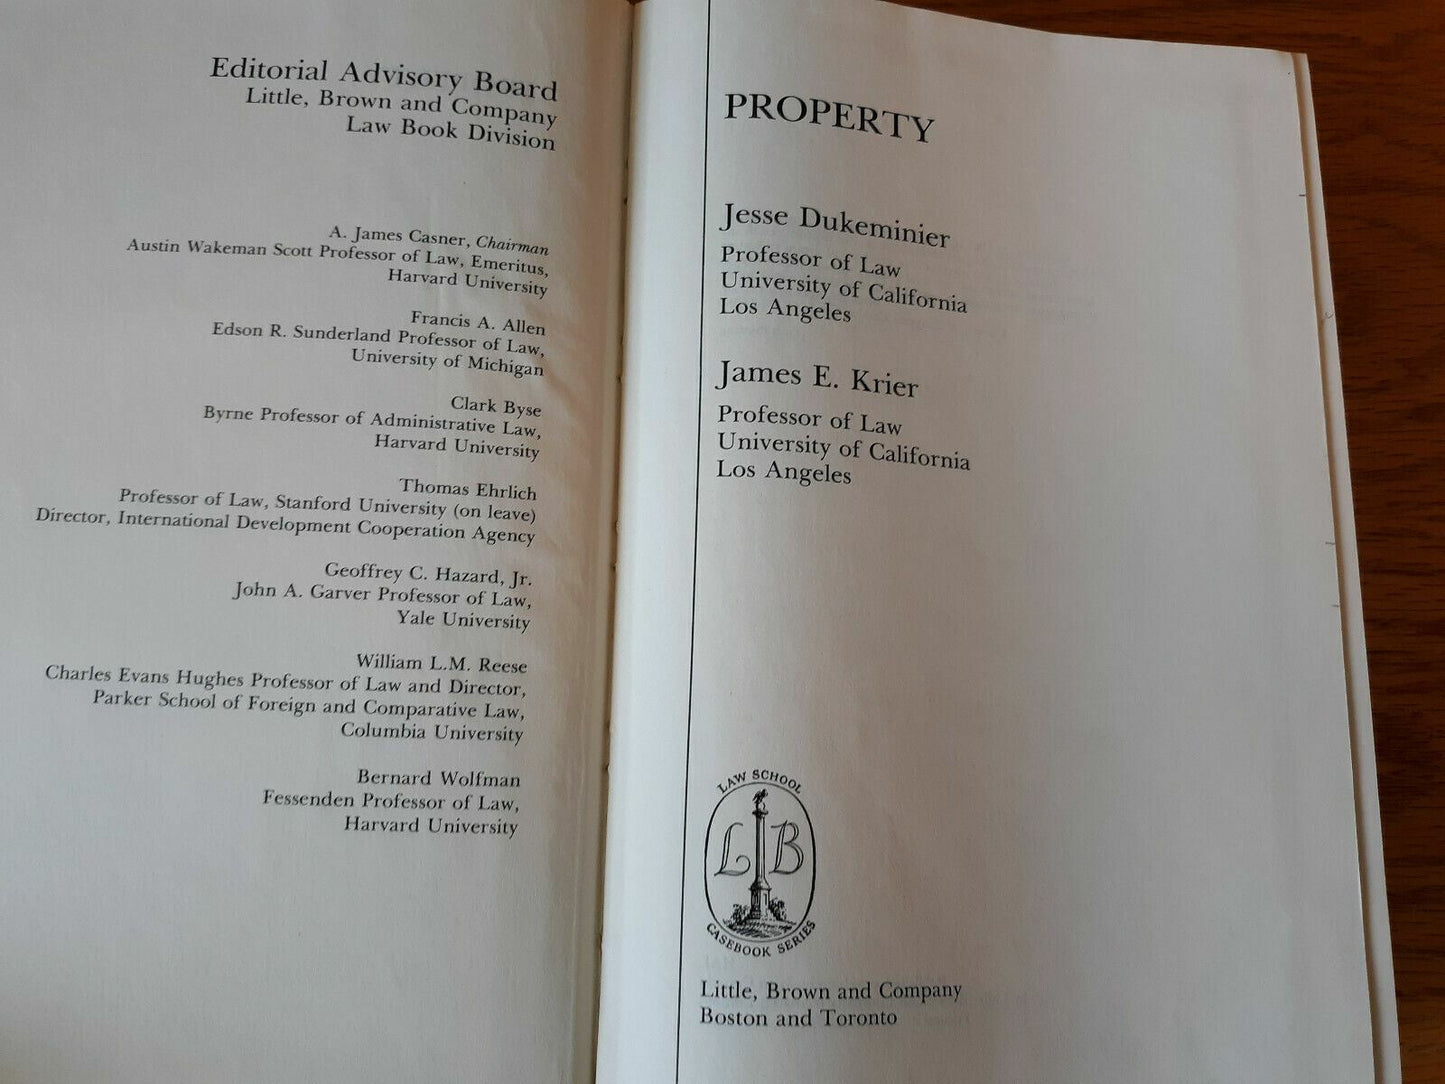 Editorial Advisory Board
Little, Brown and Company
Law Book Division
A. James Casner, Chairman
Austin Wakeman Scott Professor of Law, Emeritus,
Harvard University
Francis A. Allen
Edson R. Sunderland Professor of Law,
University of Michigan
Clark Byse
Byrne Professor of Administrative Law,
Harvard University
Thomas Ehrlich
Professor of Law, Stanford University (on leave)
Director, International Development Cooperation Agency
Geoffrey C. Hazard, Jr.
John A. Garver Professor of Law,
Yale University
William L.M. Reese
Charles Evans Hughes Professor of Law and Director,
Parker School of Foreign and Comparative Law,
Columbia University
Bernard Wolfman
Fessenden Professor of Law,
Harvard University
PROPERTY
Jesse Dukeminier
Professor of Law
University of California
Los Angeles
James E. Krier
Professor of Law
University of California
Los Angeles
LAW SCHOOL
L B
CASEBOOK SERIES
Little, Brown and Company
Boston and Toronto